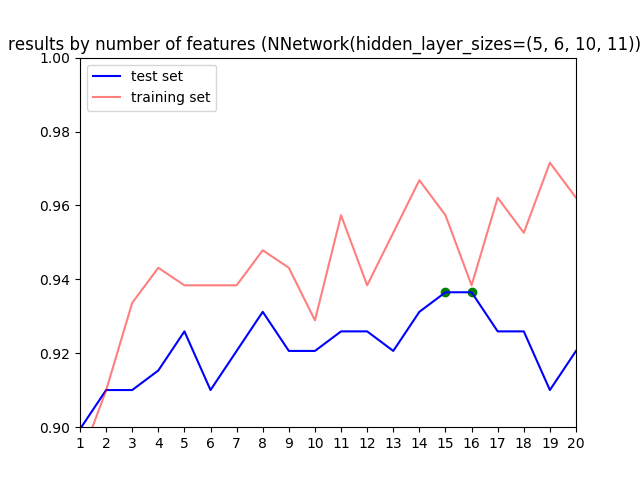 results by number of features (NNetwork(hidden_layer_sizes=(5, 6, 10, 11))
test set
training set
1.00
0.98
0.96
0.94
0.92
0.90
1 2 3 4 5 6 7 8 9 10 11 12 13 14 15 16 17 18 19 20